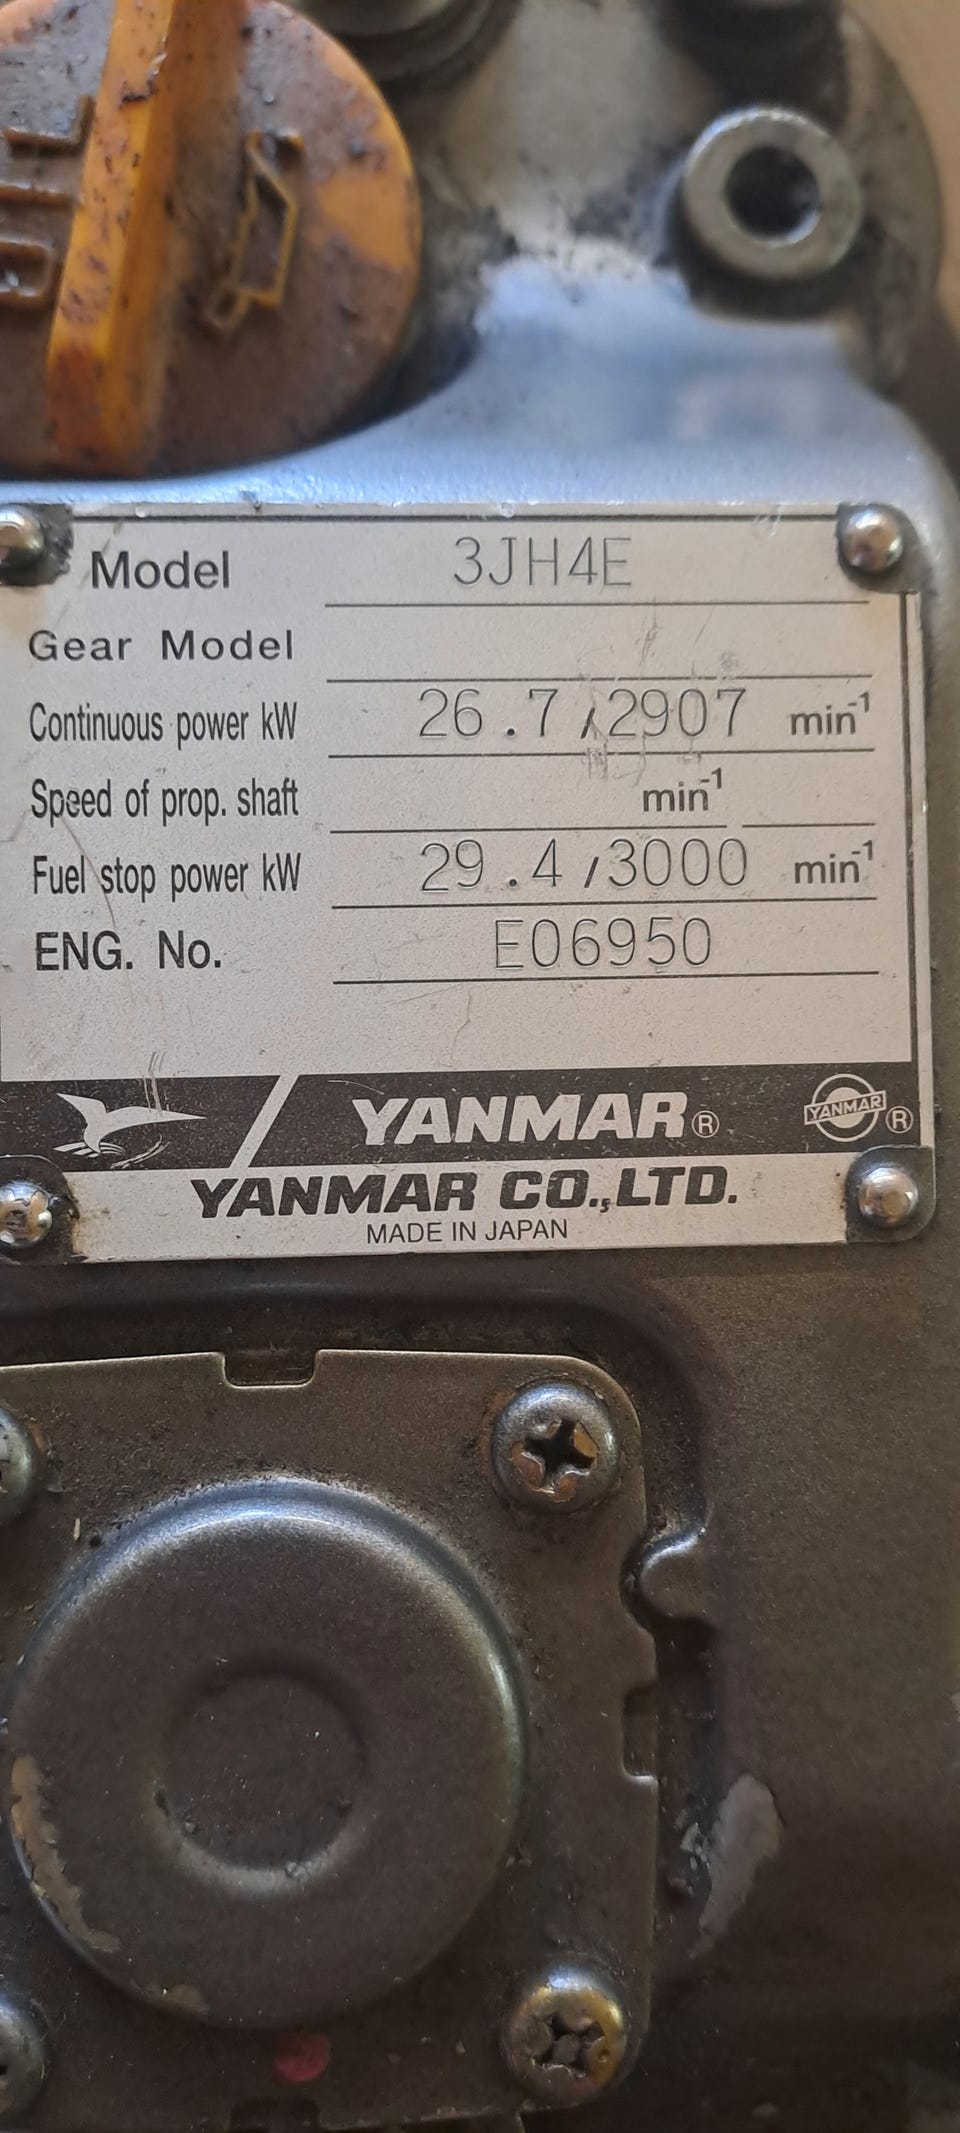 Model 3JH4E
Gear Model
Continuous power kW 26.7/2907 min⁻¹
Speed of prop. shaft min⁻¹
Fuel stop power kW 29.4/3000 min⁻¹
ENG. No. E06950
YANMAR® YANMAR®
YANMAR CO.,LTD.
MADE IN JAPAN